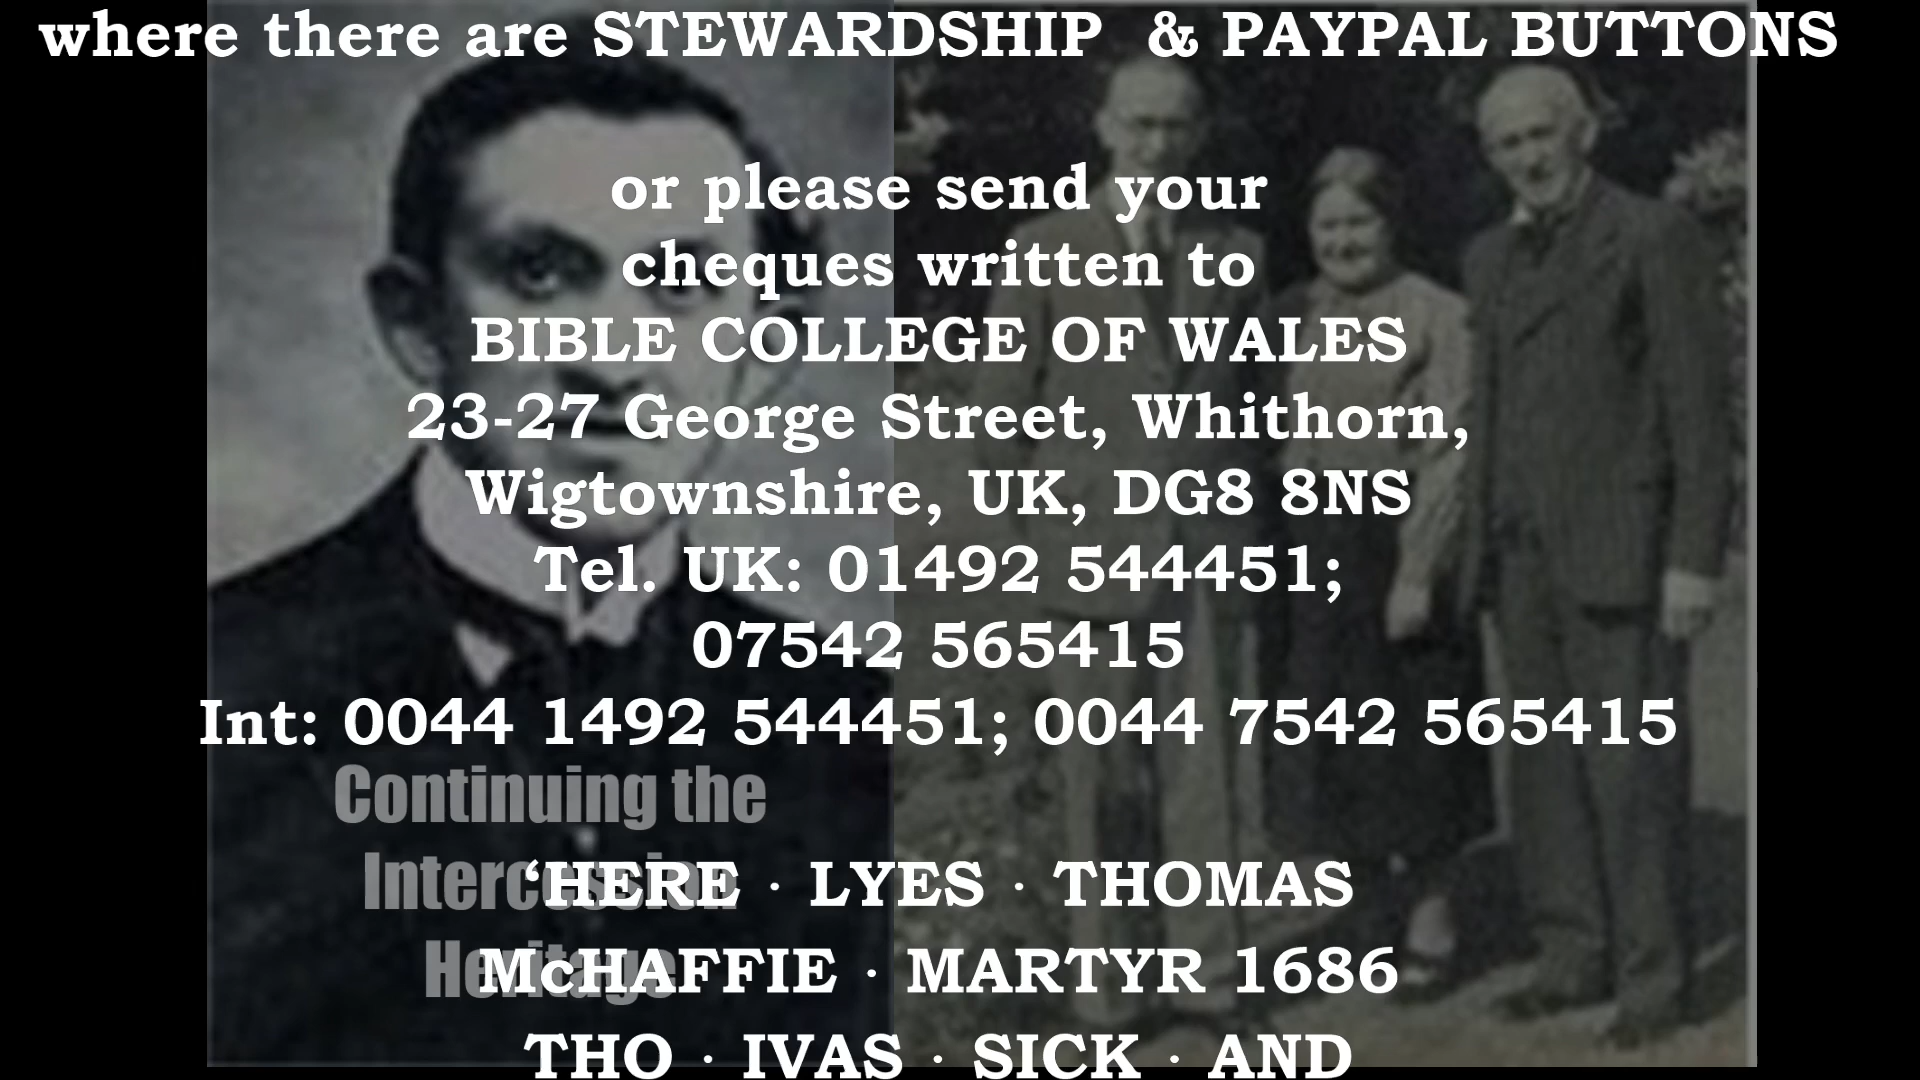 where there are STEWARDSHIP & PAYPAL BUTTONS
or please send your
cheques written to
BIBLE COLLEGE OF WALES
23-27 George Street, Whithorn,
Wigtownshire, UK, DG8 8NS
Tel. UK: 01492 544451;
07542 565415
Int: 0044 1492 544451; 0044 7542 565415
Continuing the
Intercession
Heritage
‘HERE · LYES · THOMAS
McHAFFIE · MARTYR 1686
THO · IVAS · SICK · AND